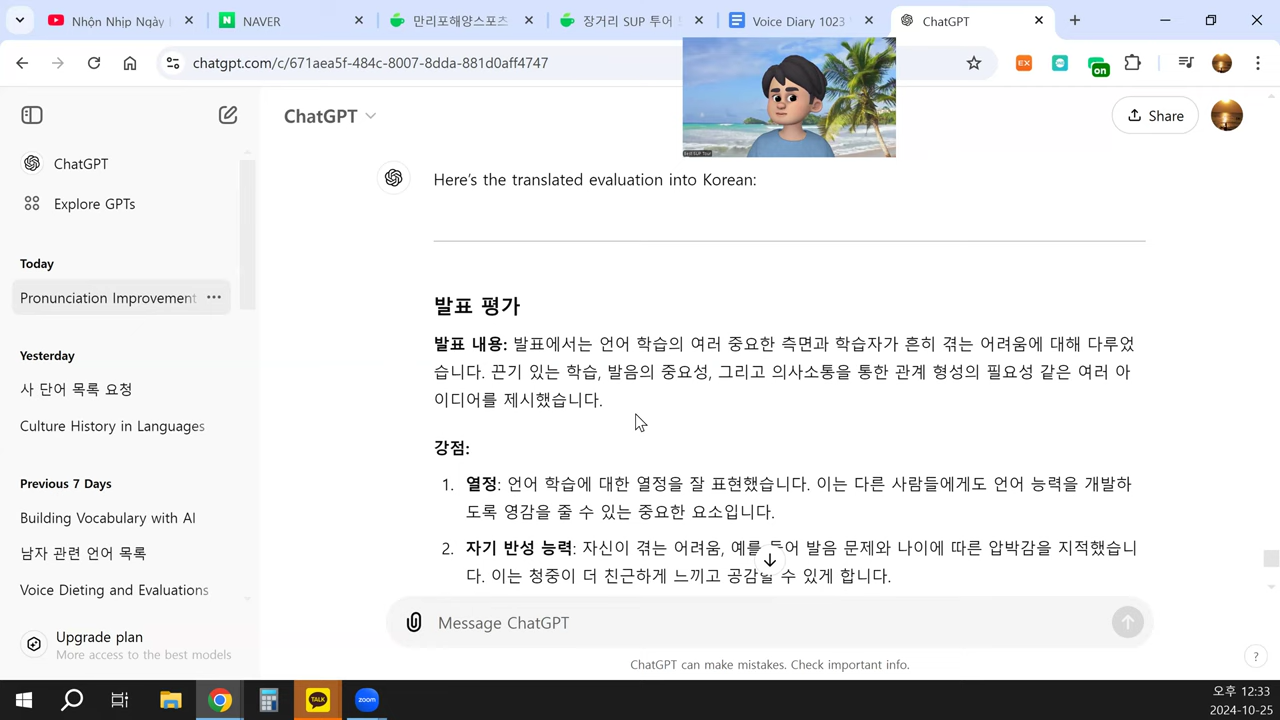 Nhộn Nhịp Ngày
NAVER
만리포해양스포츠
장거리 SUP 투어
Voice Diary 1023
ChatGPT
chatgpt.com/c/671aea5f-484c-8007-8dda-881d0aff4747
EX
on
ChatGPT
Share
ChatGPT
Explore GPTs
Today
Pronunciation Improvement
Yesterday
사 단어 목록 요청
Culture History in Languages
Previous 7 Days
Building Vocabulary with AI
남자 관련 언어 목록
Voice Dieting and Evaluations
Upgrade plan
More access to the best models
Here's the translated evaluation into Korean:
발표 평가
발표 내용: 발표에서는 언어 학습의 여러 중요한 측면과 학습자가 흔히 겪는 어려움에 대해 다루었
습니다. 끈기 있는 학습, 발음의 중요성, 그리고 의사소통을 통한 관계 형성의 필요성 같은 여러 아
이디어를 제시했습니다.
강점:
1. 열정: 언어 학습에 대한 열정을 잘 표현했습니다. 이는 다른 사람들에게도 언어 능력을 개발하
도록 영감을 줄 수 있는 중요한 요소입니다.
2. 자기 반성 능력: 자신이 겪는 어려움, 예를 들어 발음 문제와 나이에 따른 압박감을 지적했습니
다. 이는 청중이 더 친근하게 느끼고 공감할 수 있게 합니다.
Message ChatGPT
ChatGPT can make mistakes. Check important info.
?
TALK
zoom
오후 12:33
2024-10-25